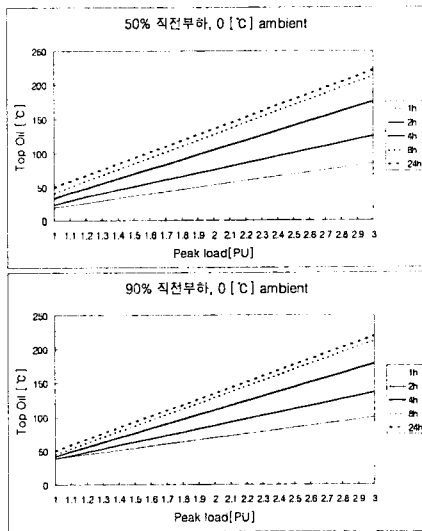 50% 직전부하, 0 [℃] ambient
Top Oil [℃]
250
200
150
100
50
0
1 1.1 1.2 1.3 1.4 1.5 1.6 1.7 1.8 1.9 2 2.1 2.2 2.3 2.4 2.5 2.6 2.7 2.8 2.9 3
Peak load[PU]
1h
2h
4h
8h
24h
90% 직전부하, 0 [℃] ambient
Top Oil [℃]
250
200
150
100
50
0
1 1.1 1.2 1.3 1.4 1.5 1.6 1.7 1.8 1.9 2 2.1 2.2 2.3 2.4 2.5 2.6 2.7 2.8 2.9 3
Peak load[PU]
1h
2h
4h
8h
24h